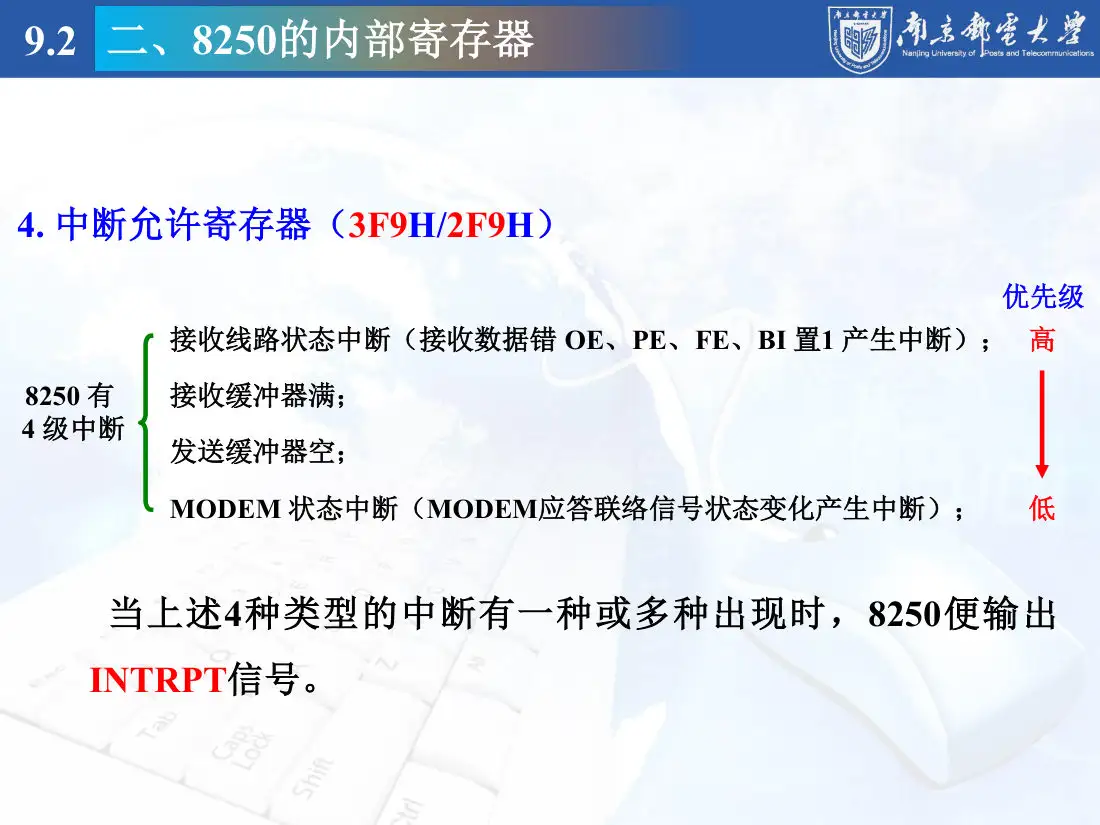 9.2 二、8250的内部寄存器
南京邮电大学
Nanjing University of Posts and Telecommunications
4. 中断允许寄存器（3F9H/2F9H）
优先级
接收线路状态中断（接收数据错 OE、PE、FE、BI 置1 产生中断）； 高
8250 有
4 级中断
接收缓冲器满；
发送缓冲器空；
MODEM 状态中断（MODEM应答联络信号状态变化产生中断）； 低
当上述4种类型的中断有一种或多种出现时，8250便输出
INTRPT信号。
Tab
Caps
Lock
Shift
Alt
Z